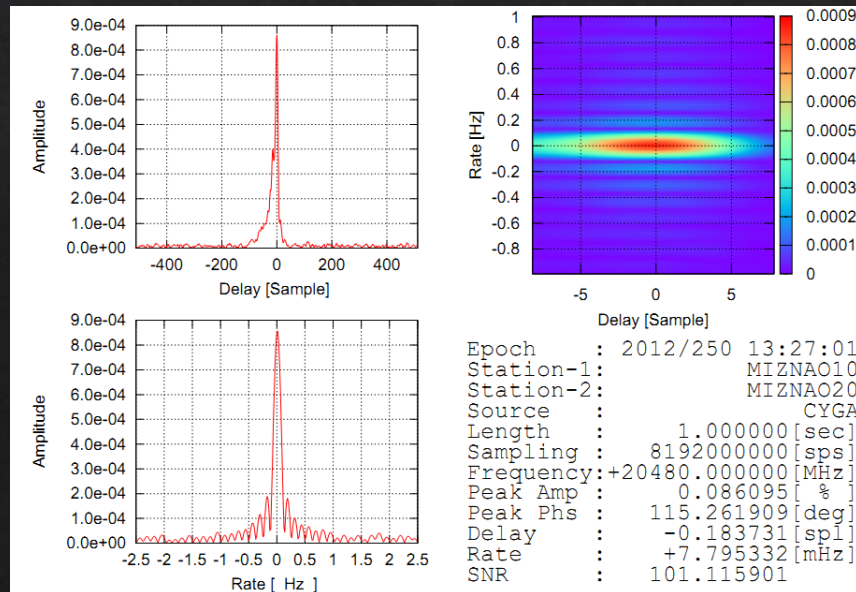 9.0e-04
8.0e-04
7.0e-04
6.0e-04
5.0e-04
4.0e-04
3.0e-04
2.0e-04
1.0e-04
0.0e+00
Amplitude
-400 -200 0 200 400
Delay [Sample]
1
0.8
0.6
0.4
0.2
0
-0.2
-0.4
-0.6
-0.8
Rate [Hz]
-5 0 5
Delay [Sample]
0.0009
0.0008
0.0007
0.0006
0.0005
0.0004
0.0003
0.0002
0.0001
0
9.0e-04
8.0e-04
7.0e-04
6.0e-04
5.0e-04
4.0e-04
3.0e-04
2.0e-04
1.0e-04
0.0e+00
Amplitude
-2.5 -2 -1.5 -1 -0.5 0 0.5 1 1.5 2 2.5
Rate [ Hz ]
Epoch : 2012/250 13:27:01
Station-1: MIZNAO10
Station-2: MIZNAO20
Source : CYGA
Length : 1.000000[sec]
Sampling : 8192000000[sps]
Frequency:+20480.000000[MHz]
Peak Amp : 0.086095[ % ]
Peak Phs : 115.261909[deg]
Delay : -0.183731[spl]
Rate : +7.795332[mHz]
SNR : 101.115901